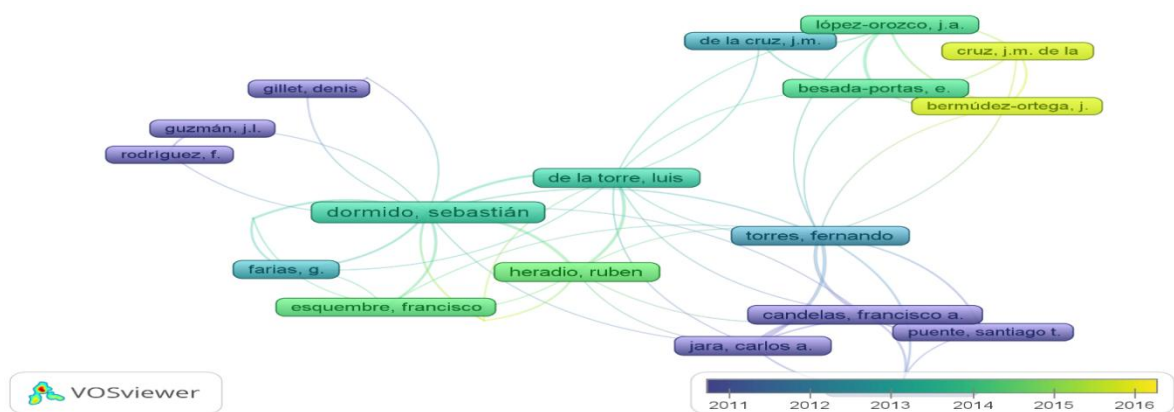 lópez-orozco, j.a.
de la cruz, j.m.
cruz, j.m. de la
gillet, denis
besada-portas, e.
bermúdez-ortega, j.
guzmán, j.l.
rodríguez, f.
de la torre, luis
dormido, sebastián
torres, fernando
farias, g.
heradio, ruben
esquembre, francisco
candelas, francisco a.
puente, santiago t.
jara, carlos a.
VOSviewer
2011 2012 2013 2014 2015 2016